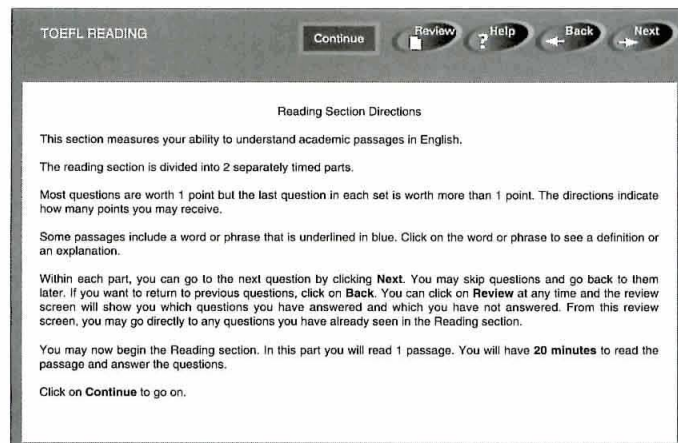 TOEFL READING
Continue
Review
Help
Back
Next
Reading Section Directions
This section measures your ability to understand academic passages in English.
The reading section is divided into 2 separately timed parts.
Most questions are worth 1 point but the last question in each set is worth more than 1 point. The directions indicate
how many points you may receive.
Some passages include a word or phrase that is underlined in blue. Click on the word or phrase to see a definition or
an explanation.
Within each part, you can go to the next question by clicking Next. You may skip questions and go back to them
later. If you want to return to previous questions, click on Back. You can click on Review at any time and the review
screen will show you which questions you have answered and which you have not answered. From this review
screen, you may go directly to any questions you have already seen in the Reading section.
You may now begin the Reading section. In this part you will read 1 passage. You will have 20 minutes to read the
passage and answer the questions.
Click on Continue to go on.